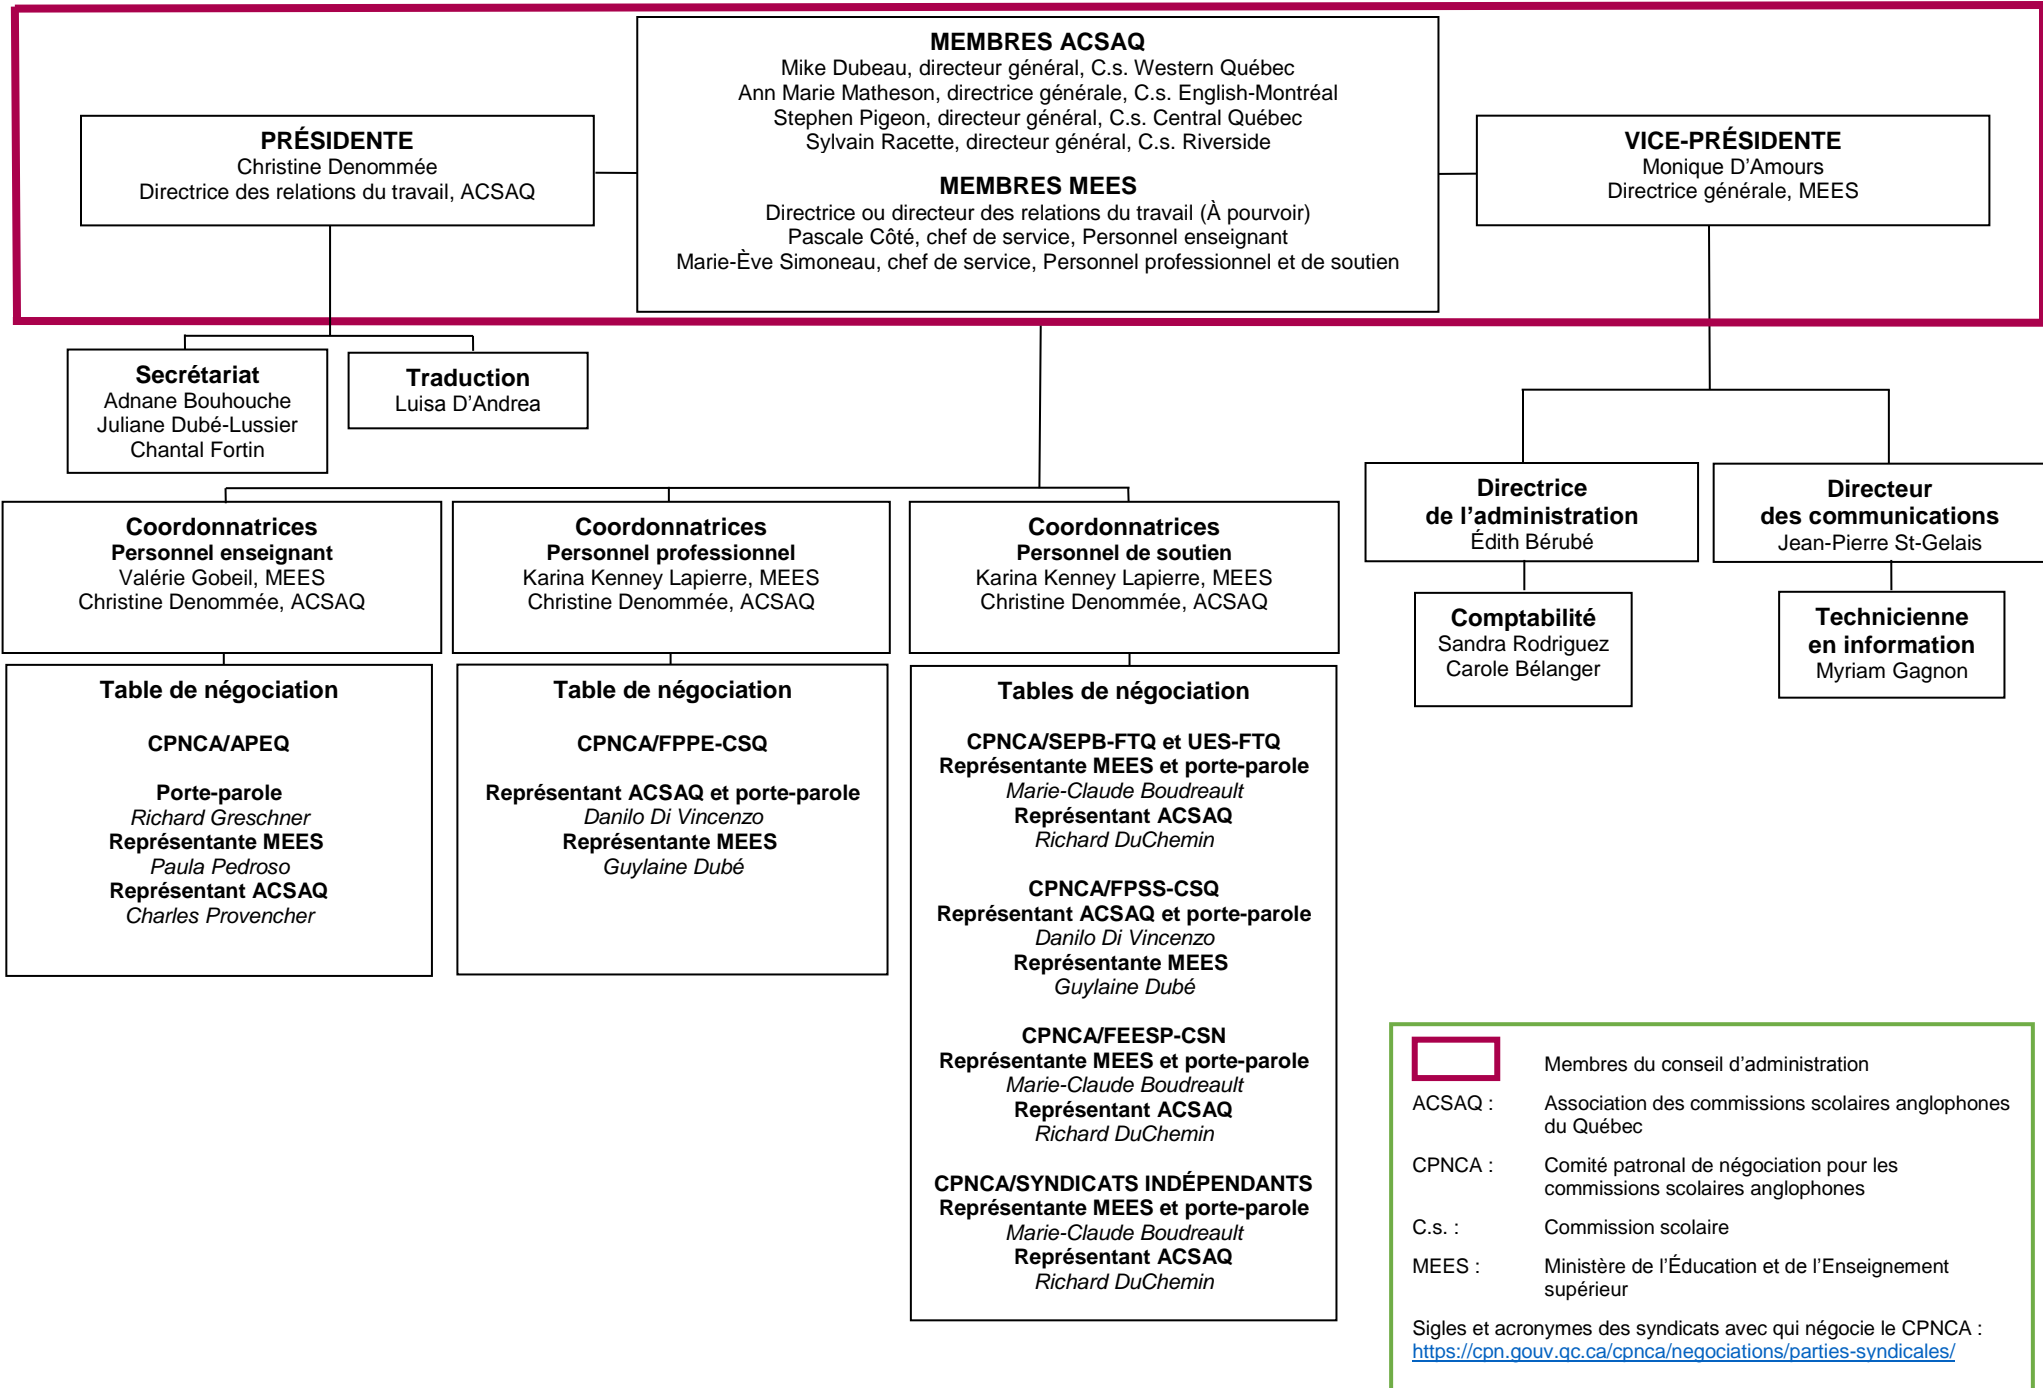 MEMBRES ACSAQ
Mike Dubeau, directeur général, C.s. Western Québec
Ann Marie Matheson, directrice générale, C.s. English-Montréal
Stephen Pigeon, directeur général, C.s. Central Québec
Sylvain Racette, directeur général, C.s. Riverside
MEMBRES MEES
Directrice ou directeur des relations du travail (À pourvoir)
Pascale Côté, chef de service, Personnel enseignant
Marie-Ève Simoneau, chef de service, Personnel professionnel et de soutien
PRÉSIDENTE
Christine Denommée
Directrice des relations du travail, ACSAQ
VICE-PRÉSIDENTE
Monique D'Amours
Directrice générale, MEES
Secrétariat
Adnane Bouhouche
Juliane Dubé-Lussier
Chantal Fortin
Traduction
Luisa D'Andrea
Directrice
de l'administration
Édith Bérubé
Directeur
des communications
Jean-Pierre St-Gelais
Comptabilité
Sandra Rodriguez
Carole Bélanger
Technicienne
en information
Myriam Gagnon
Coordonnatrices
Personnel enseignant
Valérie Gobeil, MEES
Christine Denommée, ACSAQ
Coordonnatrices
Personnel professionnel
Karina Kenney Lapierre, MEES
Christine Denommée, ACSAQ
Coordonnatrices
Personnel de soutien
Karina Kenney Lapierre, MEES
Christine Denommée, ACSAQ
Table de négociation
CPNCA/APEQ
Porte-parole
Richard Greschner
Représentante MEES
Paula Pedroso
Représentant ACSAQ
Charles Provencher
Table de négociation
CPNCA/FPPE-CSQ
Représentant ACSAQ et porte-parole
Danilo Di Vincenzo
Représentante MEES
Guylaine Dubé
Tables de négociation
CPNCA/SEPB-FTQ et UES-FTQ
Représentante MEES et porte-parole
Marie-Claude Boudreault
Représentant ACSAQ
Richard DuChemin
CPNCA/FPSS-CSQ
Représentant ACSAQ et porte-parole
Danilo Di Vincenzo
Représentante MEES
Guylaine Dubé
CPNCA/FEESP-CSN
Représentante MEES et porte-parole
Marie-Claude Boudreault
Représentant ACSAQ
Richard DuChemin
CPNCA/SYNDICATS INDÉPENDANTS
Représentante MEES et porte-parole
Marie-Claude Boudreault
Représentant ACSAQ
Richard DuChemin
Membres du conseil d'administration
ACSAQ : Association des commissions scolaires anglophones
du Québec
CPNCA : Comité patronal de négociation pour les
commissions scolaires anglophones
C.s. : Commission scolaire
MEES : Ministère de l'Éducation et de l'Enseignement
supérieur
Sigles et acronymes des syndicats avec qui négocie le CPNCA :
https://cpn.gouv.qc.ca/cpnca/negociations/parties-syndicales/